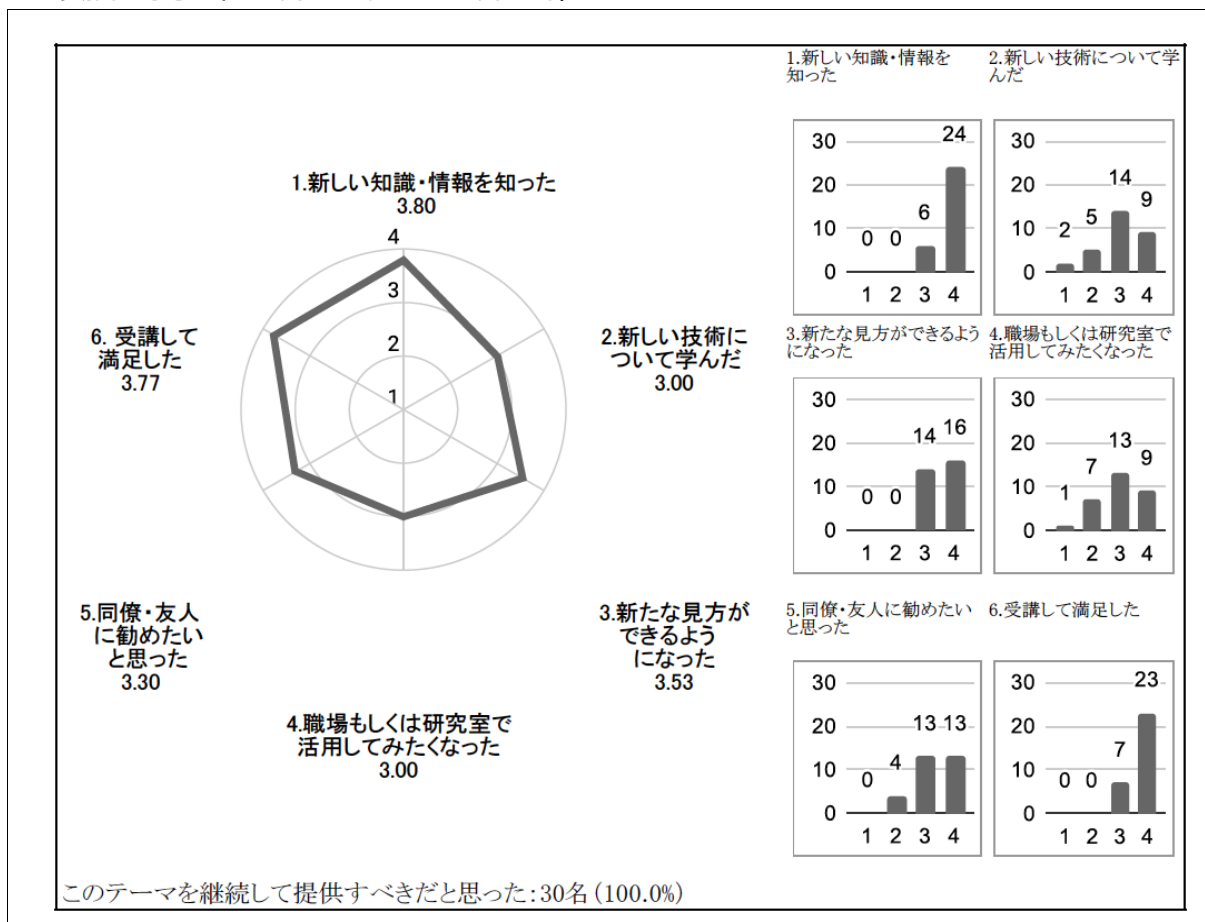 1.新しい知識・情報を知った
3.80
4
3
2
1
2.新しい技術に
ついて学んだ
3.00
3.新たな見方が
できるよう
になった
3.53
4.職場もしくは研究室で
活用してみたくなった
3.00
5.同僚・友人
に勧めたい
と思った
3.30
6. 受講して
満足した
3.77
1.新しい知識・情報を
知った
30
20
10
0
0 0 6 24
1 2 3 4
2.新しい技術について学
んだ
30
20
10
0
2 5 14 9
1 2 3 4
3.新たな見方ができるよう
になった
30
20
10
0
0 0 14 16
1 2 3 4
4.職場もしくは研究室で
活用してみたくなった
30
20
10
0
1 7 13 9
1 2 3 4
5.同僚・友人に勧めたい
と思った
30
20
10
0
0 4 13 13
1 2 3 4
6.受講して満足した
30
20
10
0
0 0 7 23
1 2 3 4
このテーマを継続して提供すべきだと思った:30名(100.0%)